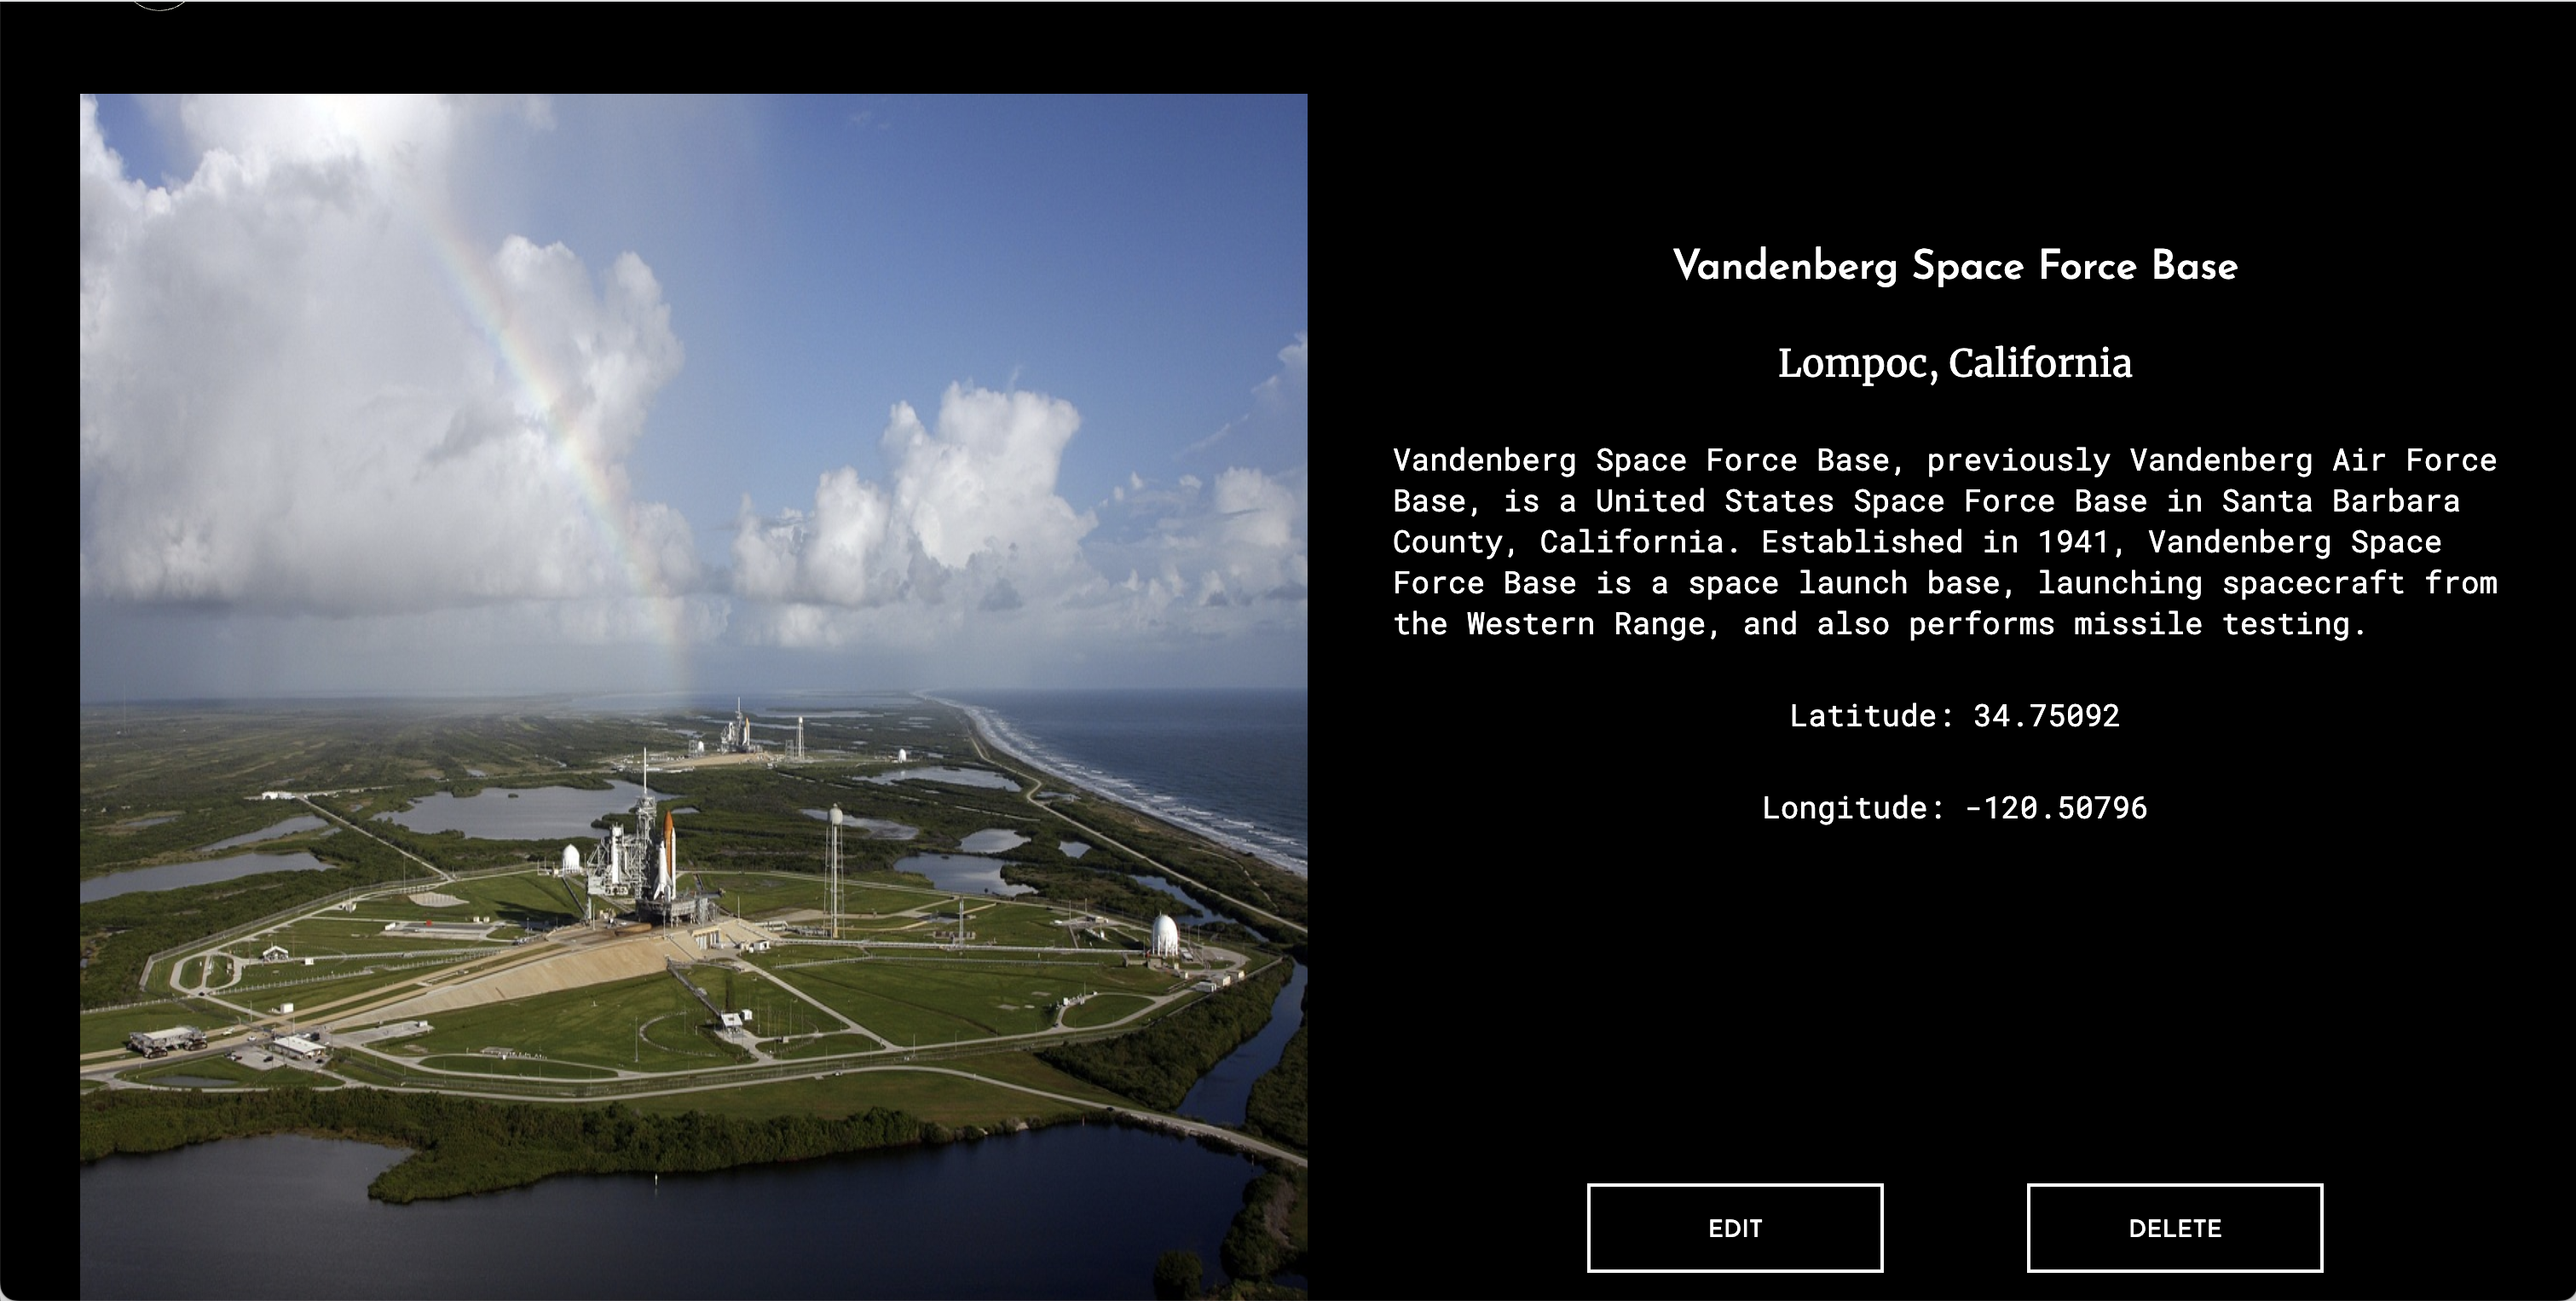 Vandenberg Space Force Base
Lompoc, California
Vandenberg Space Force Base, previously Vandenberg Air Force
Base, is a United States Space Force Base in Santa Barbara
County, California. Established in 1941, Vandenberg Space
Force Base is a space launch base, launching spacecraft from
the Western Range, and also performs missile testing.
Latitude: 34.75092
Longitude: -120.50796
EDIT
DELETE